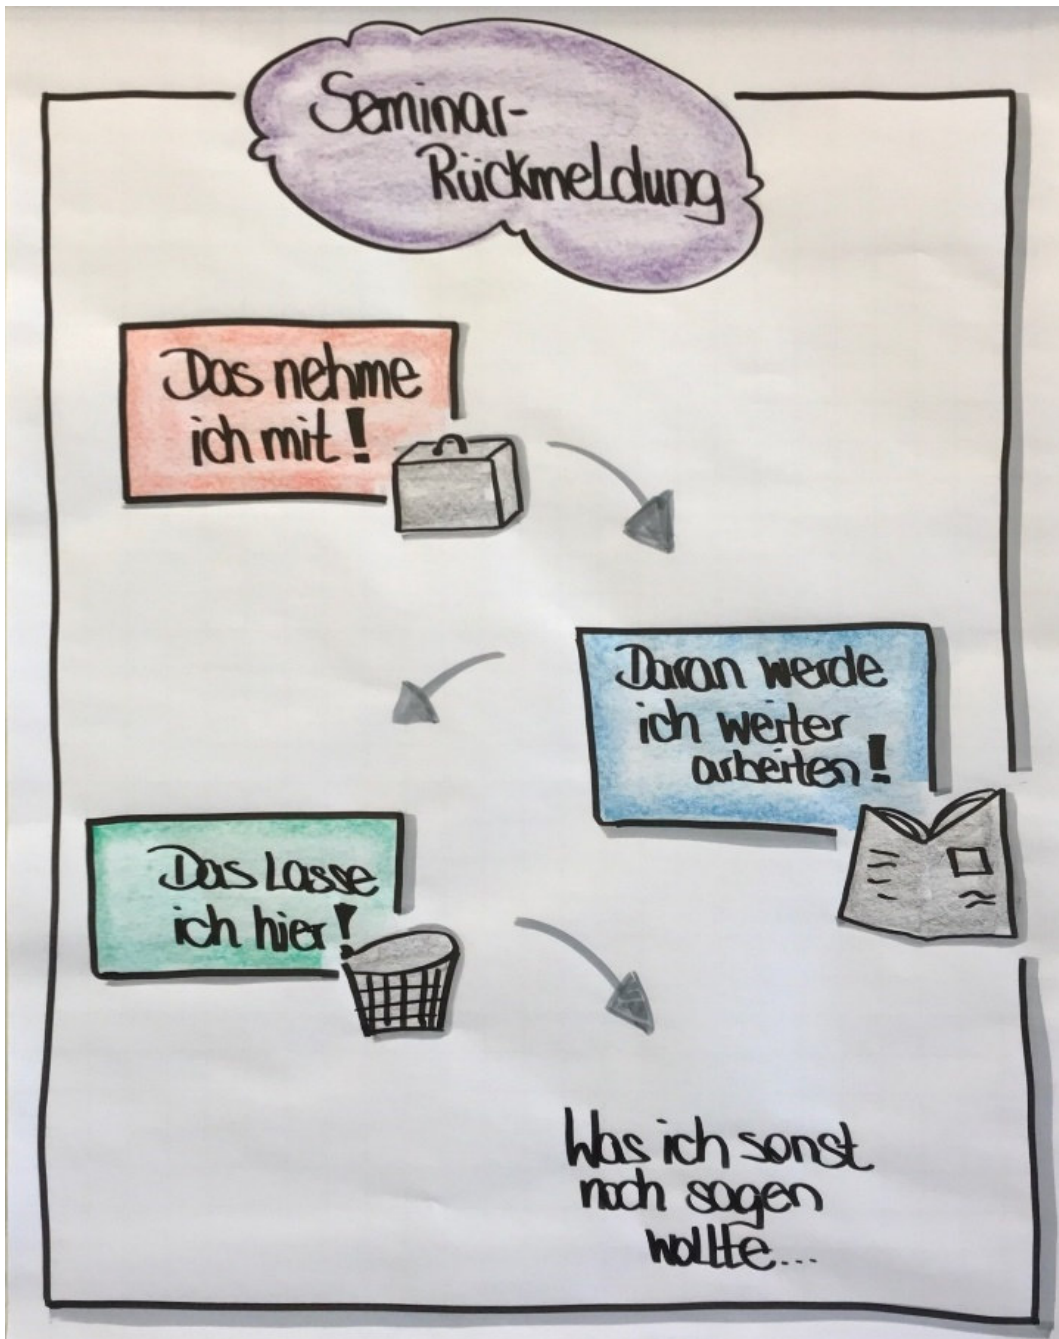 Seminar-
Rückmeldung
Das nehme
ich mit!
Daran werde
ich weiter
arbeiten!
Das lasse
ich hier!
Was ich sonst
noch sagen
wollte...